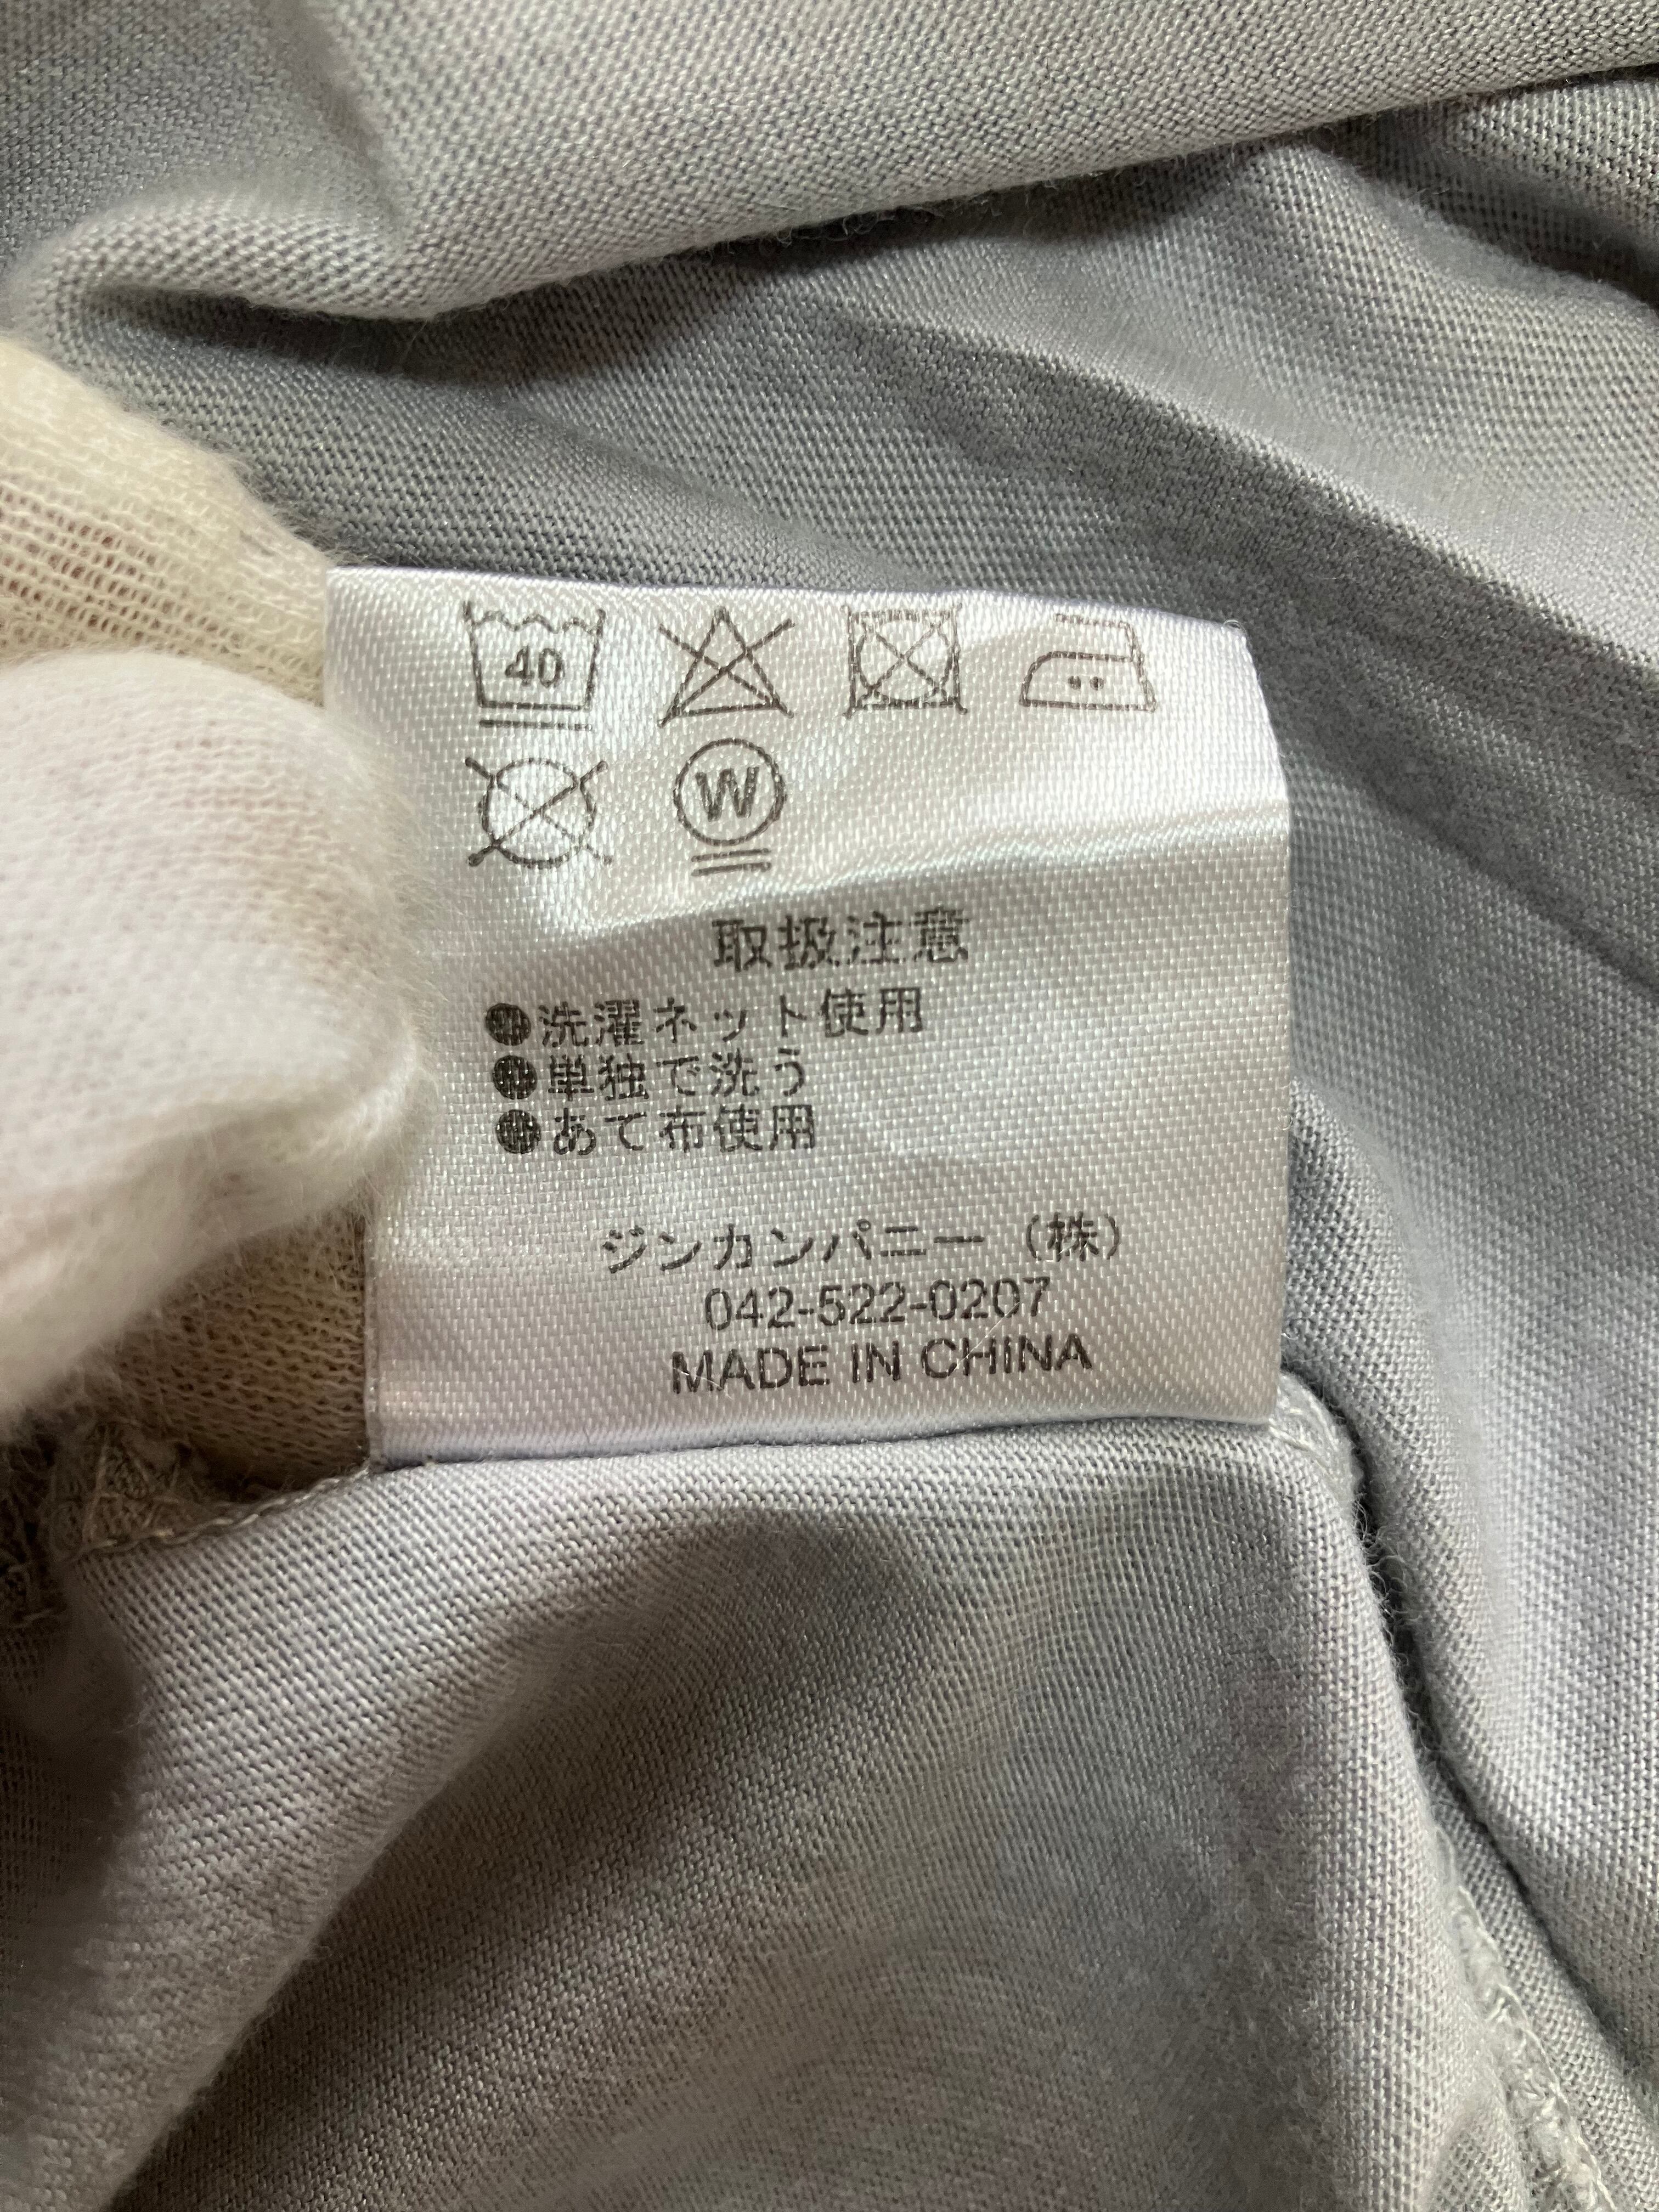 40
W
取扱注意
●洗濯ネット使用
●単独で洗う
●あて布使用
ジンカンパニー（株）
042-522-0207
MADE IN CHINA